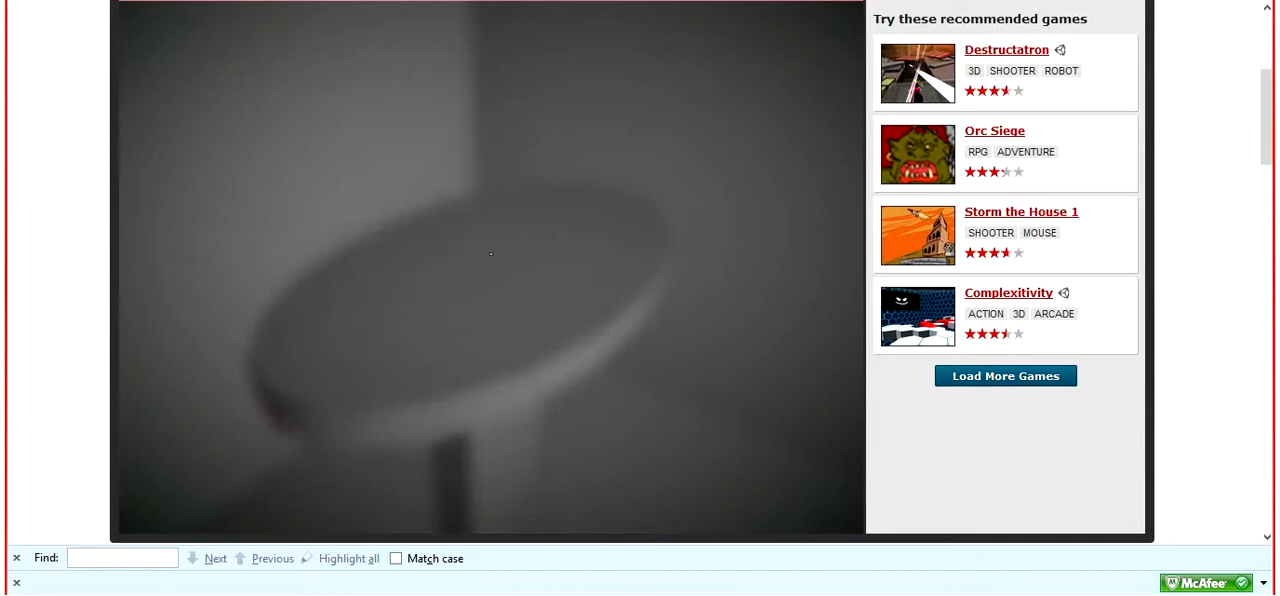 Try these recommended games
Destructatron
3D SHOOTER ROBOT
Orc Siege
RPG ADVENTURE
Storm the House 1
SHOOTER MOUSE
Complexitivity
ACTION 3D ARCADE
Load More Games
× Find: Next Previous Highlight all Match case
× McAfee